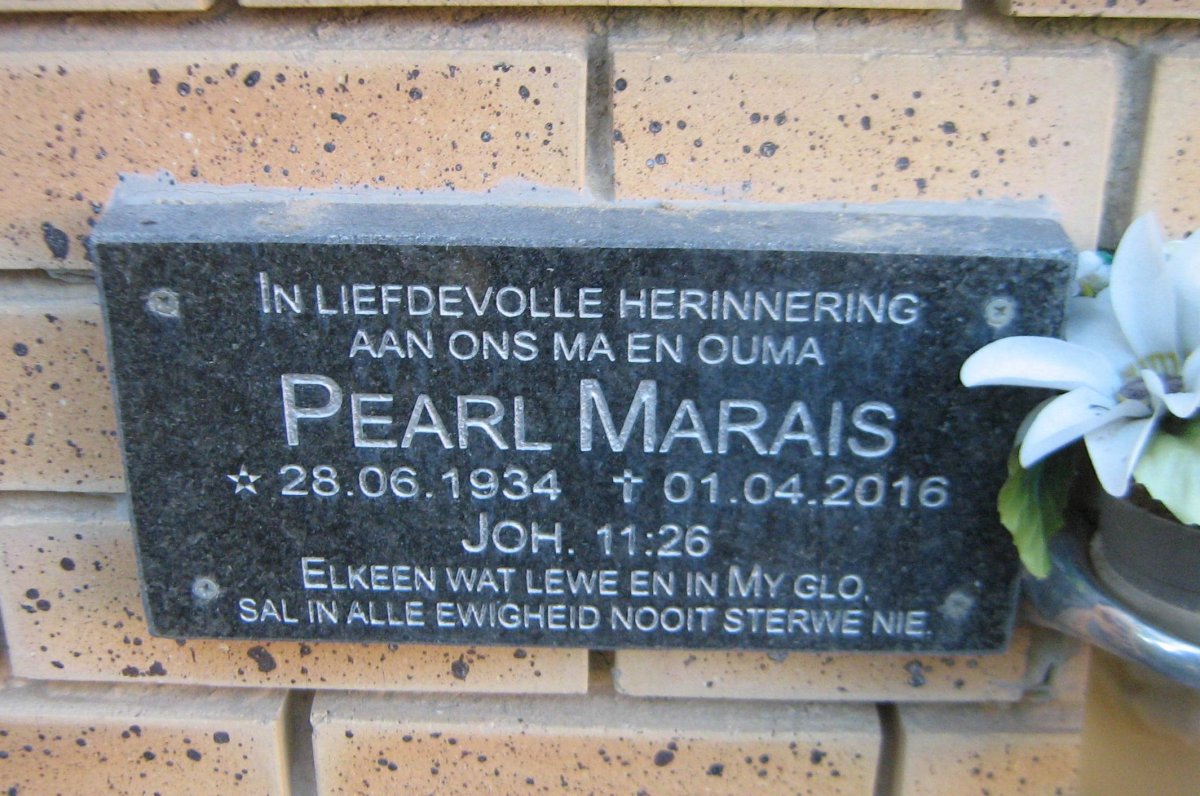 In liefdevolle herinnering
aan ons Ma en Ouma
Pearl Marais
☆ 28.06.1934 ✝ 01.04.2016
Joh. 11:26
Elkeen wat lewe en in My glo,
sal in alle ewigheid nooit sterwe nie.